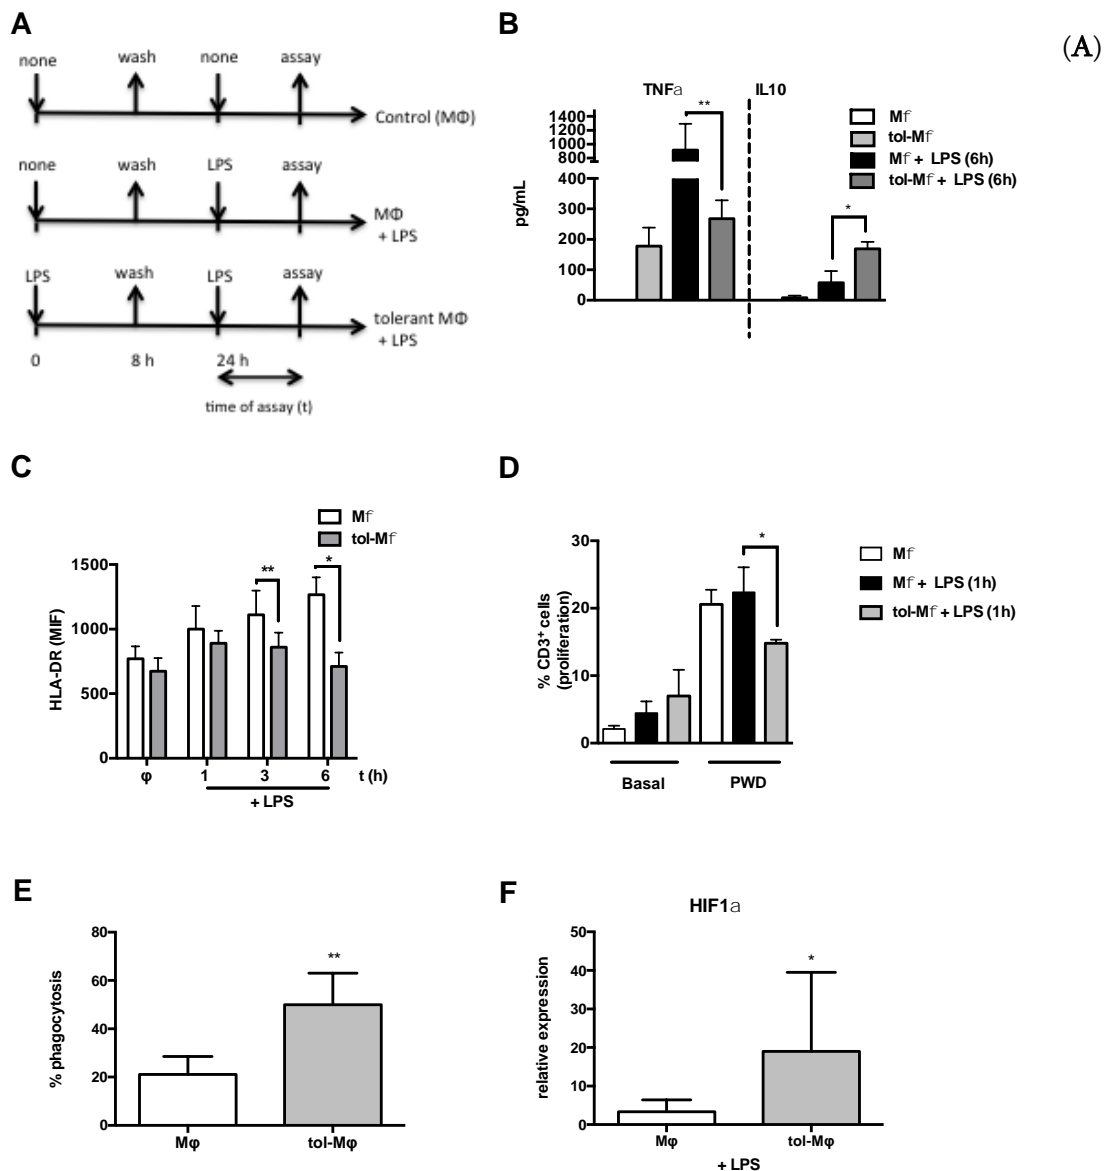 A
none wash none assay
Control (MΦ)
none wash LPS assay
MΦ
+ LPS
LPS wash LPS assay
tolerant MΦ
+ LPS
0 8 h 24 h
time of assay (t)
B
(A)
TNFa IL10
1400
1200
1000
800
400
300
200
100
0
pg/mL
**
*
Mf
tol-Mf
Mf + LPS (6h)
tol-Mf + LPS (6h)
C
Mf
tol-Mf
1500
1000
500
0
HLA-DR (MIF)
**
*
φ 1 3 6 t (h)
+ LPS
D
30
20
10
0
% CD3+ cells
(proliferation)
*
Mf
Mf + LPS (1h)
tol-Mf + LPS (1h)
Basal PWD
E
80
60
40
20
0
% phagocytosis
**
Mφ tol-Mφ
F
HIF1a
50
40
30
20
10
0
relative expression
*
Mφ tol-Mφ
+ LPS